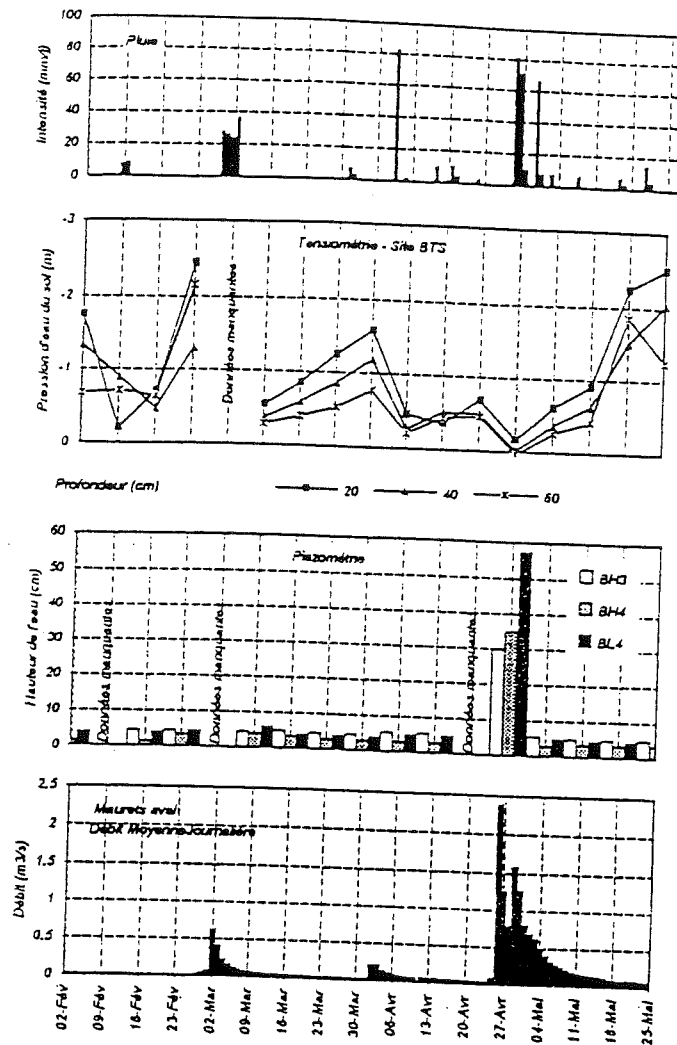 Intensité (mm/j)
100
80
60
40
20
0
Pluie
Pression d'eau du sol (m)
-3
-2
-1
0
Tensiométrie - Site BTS
Données manquantes
Profondeur (cm)
20
40
60
Hauteur de l'eau (cm)
60
50
40
30
20
10
0
Piézométrie
Données manquantes
Données manquantes
Données manquantes
BH3
BH4
BL4
Débit (m3/s)
2,5
2
1,5
1
0,5
0
Maurets aval
Débit Moyenne Journalière
02-Fév
09-Fév
16-Fév
23-Fév
02-Mar
09-Mar
16-Mar
23-Mar
30-Mar
06-Avr
13-Avr
20-Avr
27-Avr
04-Mai
11-Mai
18-Mai
25-Mai